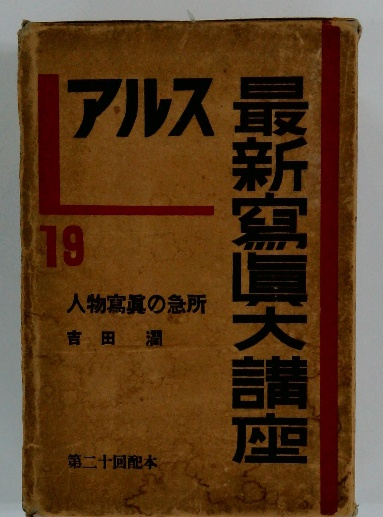 アルス
最新寫眞大講座
19
人物寫眞の急所
吉田潤
第二十回配本